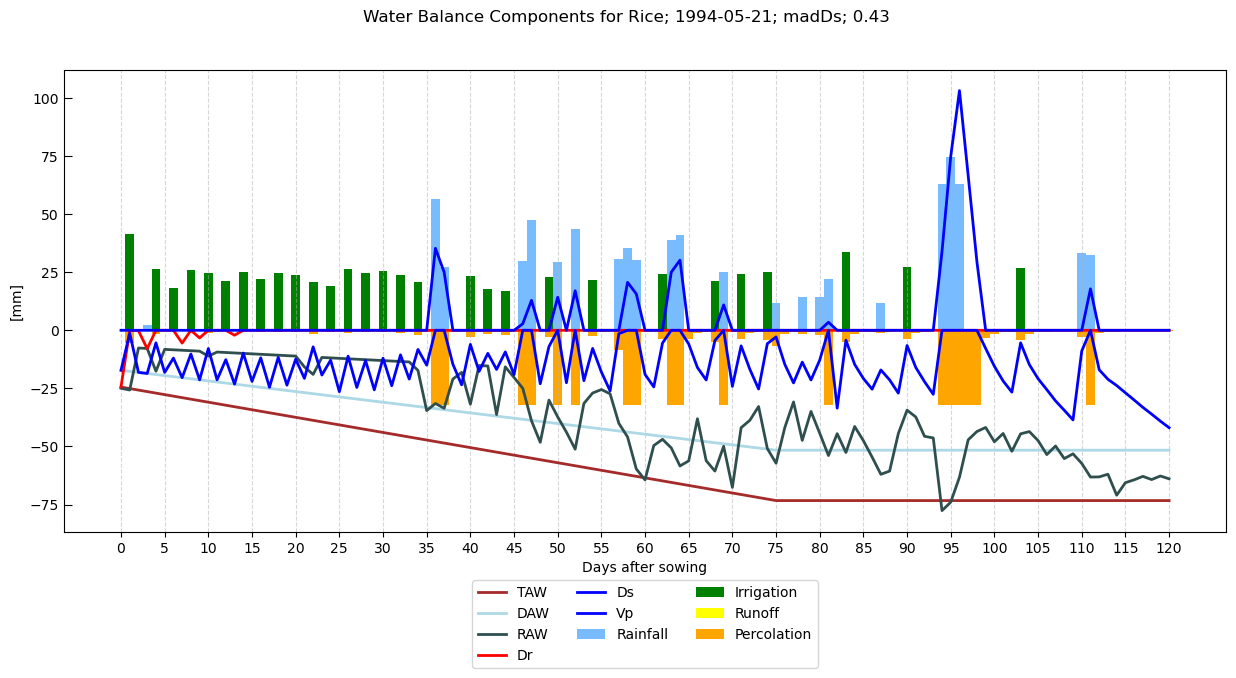 Water Balance Components for Rice; 1994-05-21; madDs; 0.43
100
75
50
25
0
−25
−50
−75
[mm]
0 5 10 15 20 25 30 35 40 45 50 55 60 65 70 75 80 85 90 95 100 105 110 115 120
Days after sowing
TAW Ds Irrigation
DAW Vp Runoff
RAW Rainfall Percolation
Dr